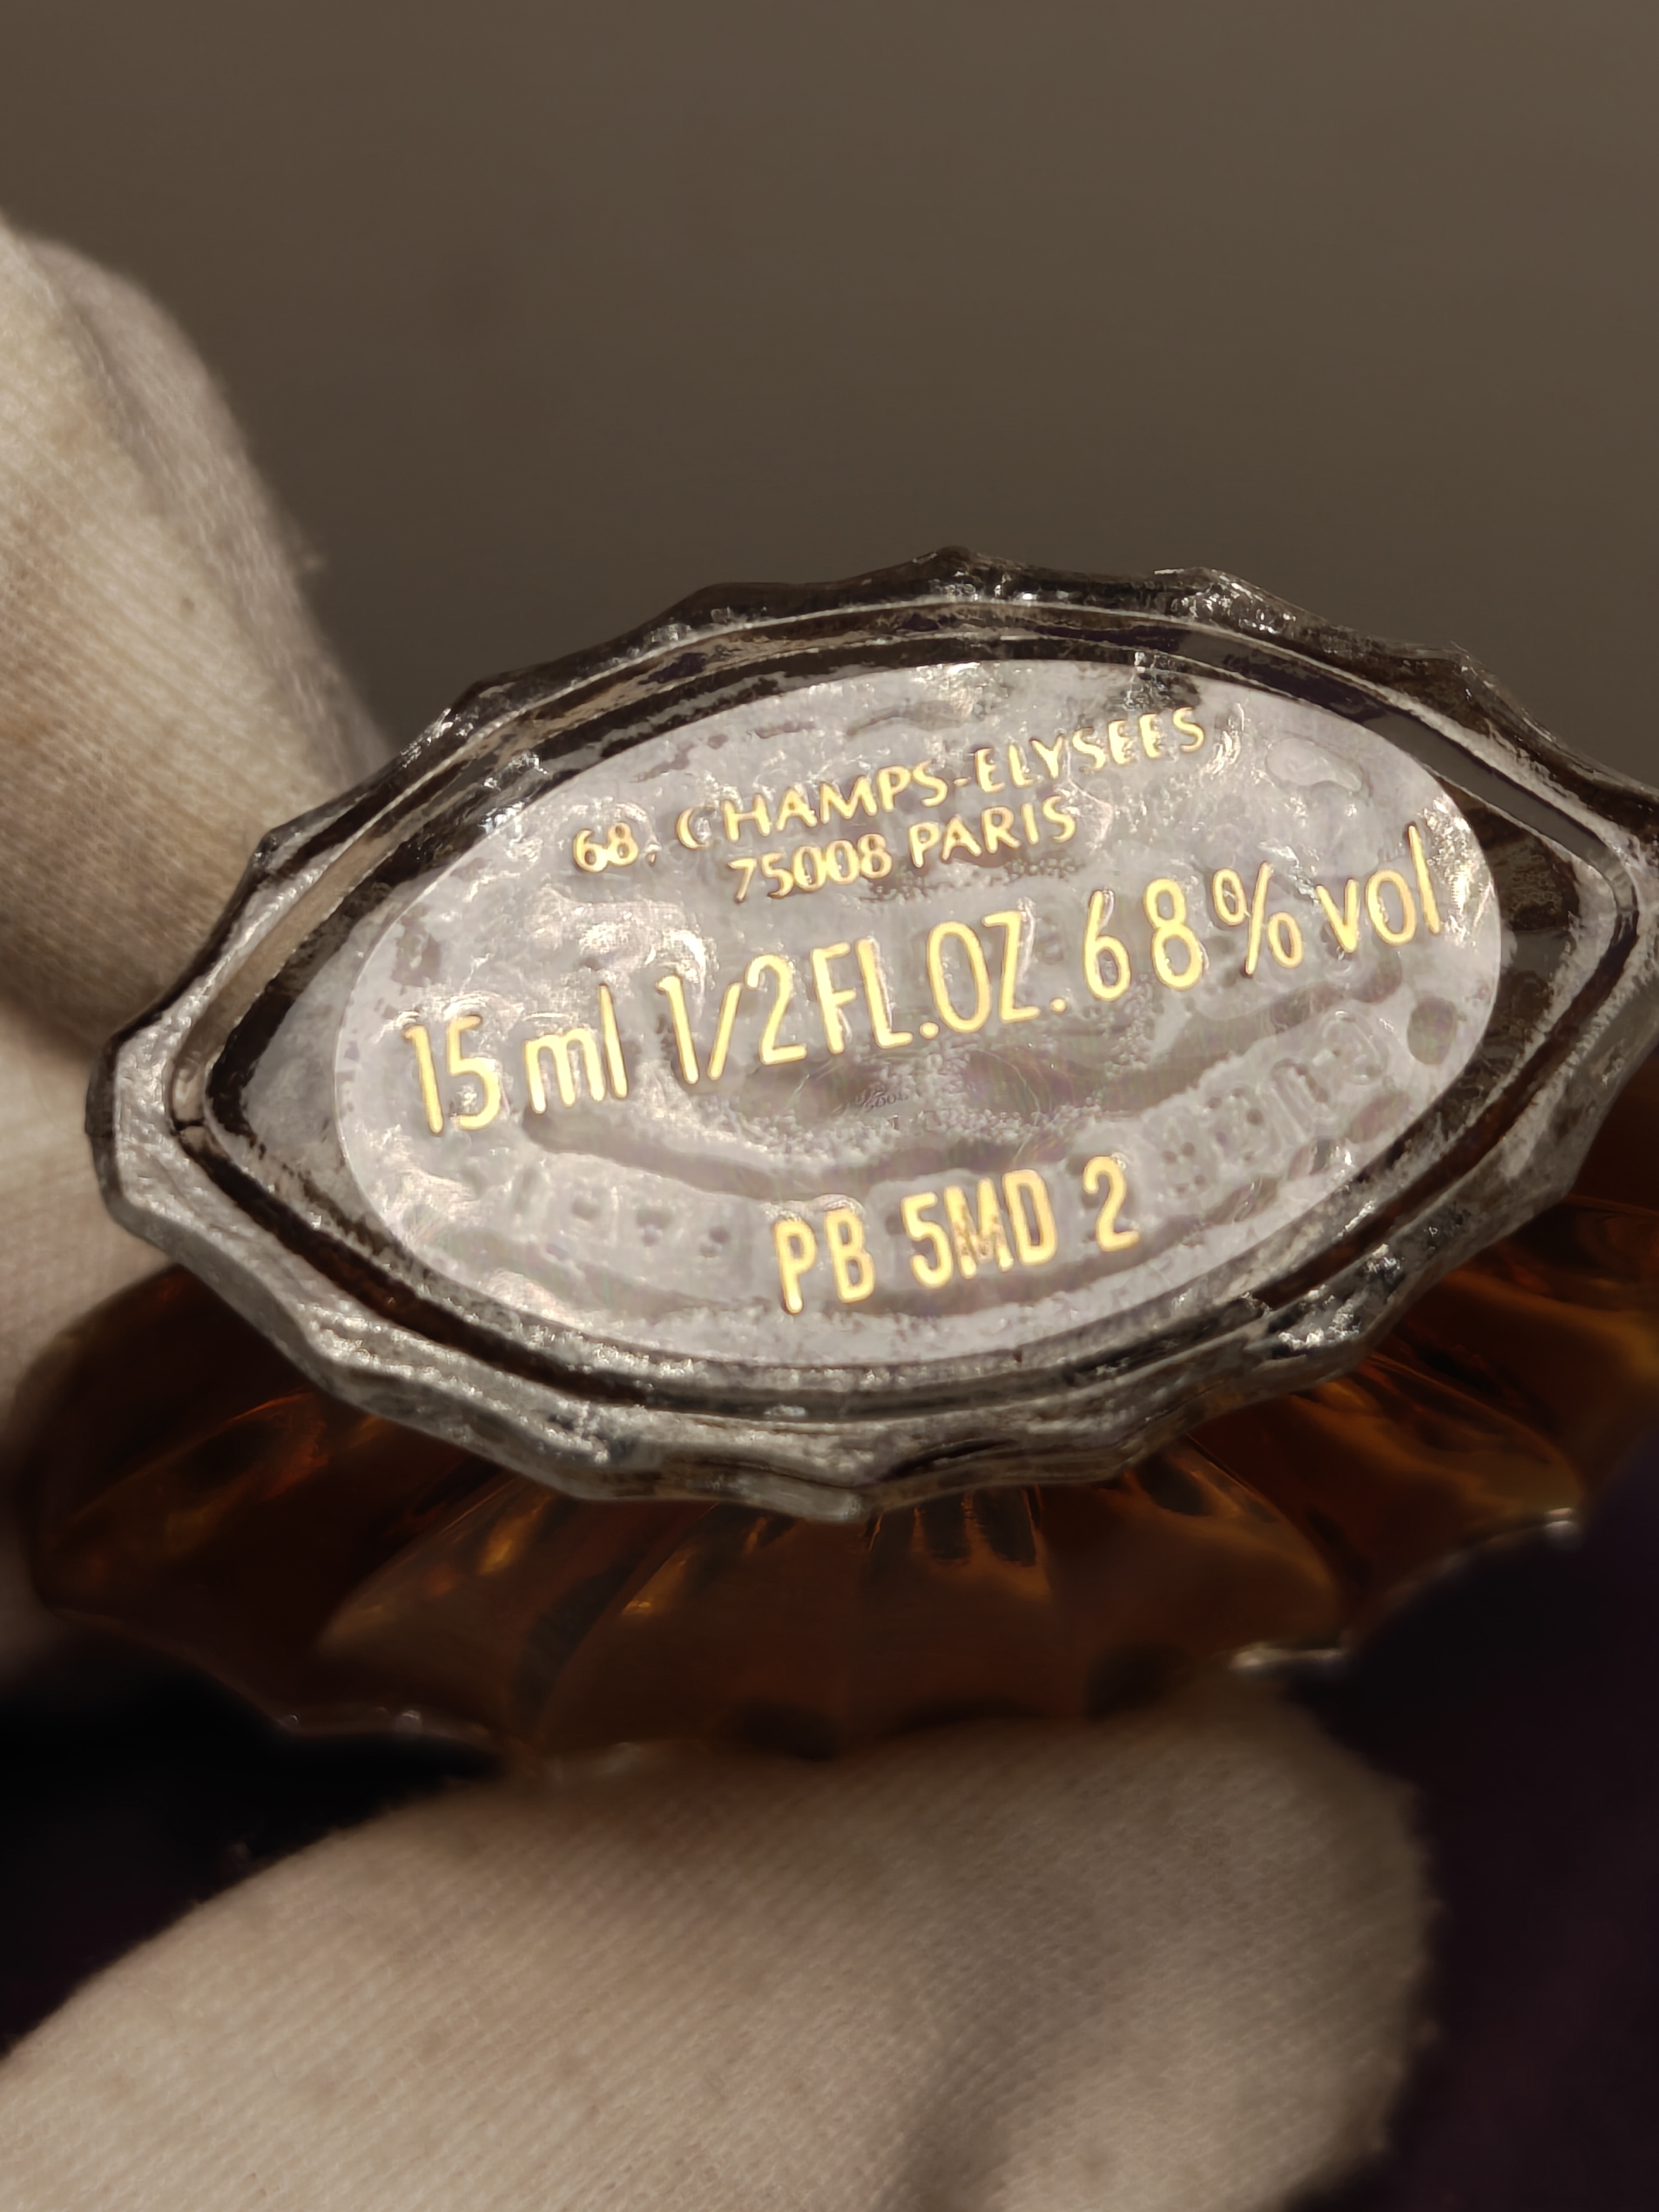 68, CHAMPS-ELYSEES
75008 PARIS
15 ml 1/2 FL.OZ. 68 % vol
PB 5MD 2